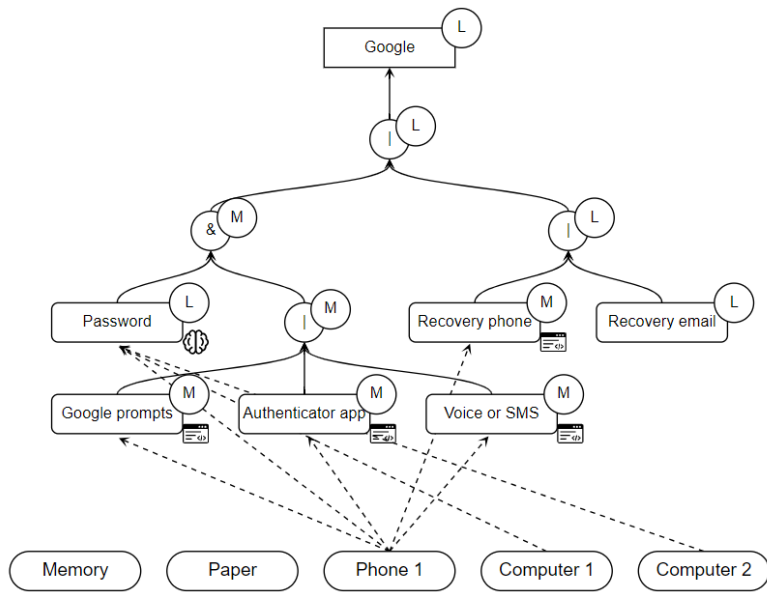 L
Google
L
|
M
&
L
|
L
Password
M
|
M
Recovery phone
L
Recovery email
M
Google prompts
M
Authenticator app
M
Voice or SMS
Memory
Paper
Phone 1
Computer 1
Computer 2